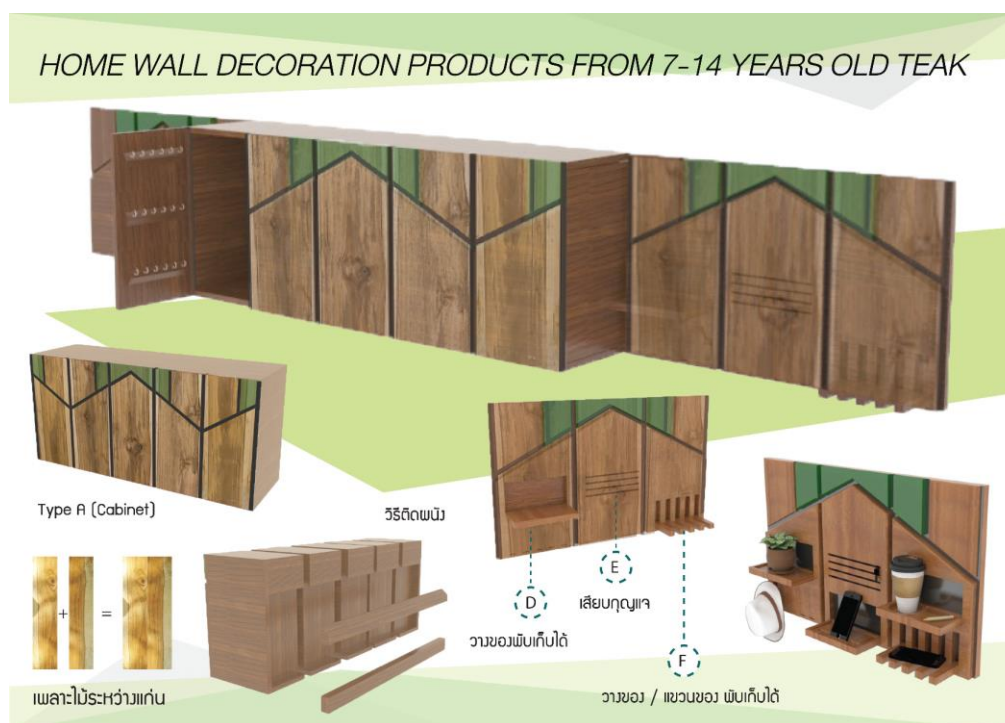 HOME WALL DECORATION PRODUCTS FROM 7-14 YEARS OLD TEAK
Type A (Cabinet)
วิธีติดผนัง
+
=
เพลาะไม้ระหว่างแก่น
D
วางของพับเก็บได้
E
เสียบกุญแจ
F
วางของ / แขวนของ พับเก็บได้